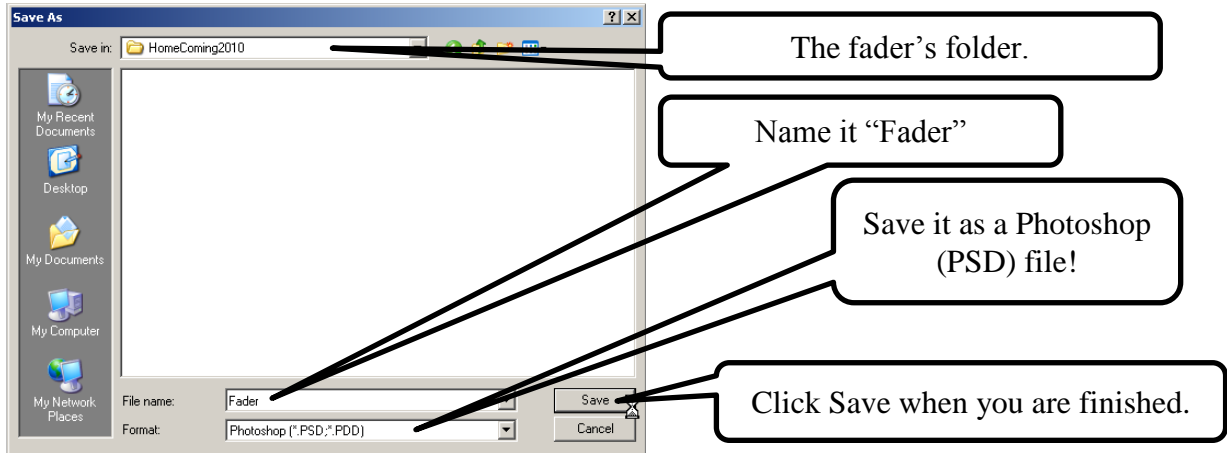 Save As
Save in: HomeComing2010
My Recent
Documents
Desktop
My Documents
My Computer
My Network
Places
File name: Fader Save
Format: Photoshop (*.PSD;*.PDD) Cancel
The fader’s folder.
Name it “Fader”
Save it as a Photoshop
(PSD) file!
Click Save when you are finished.